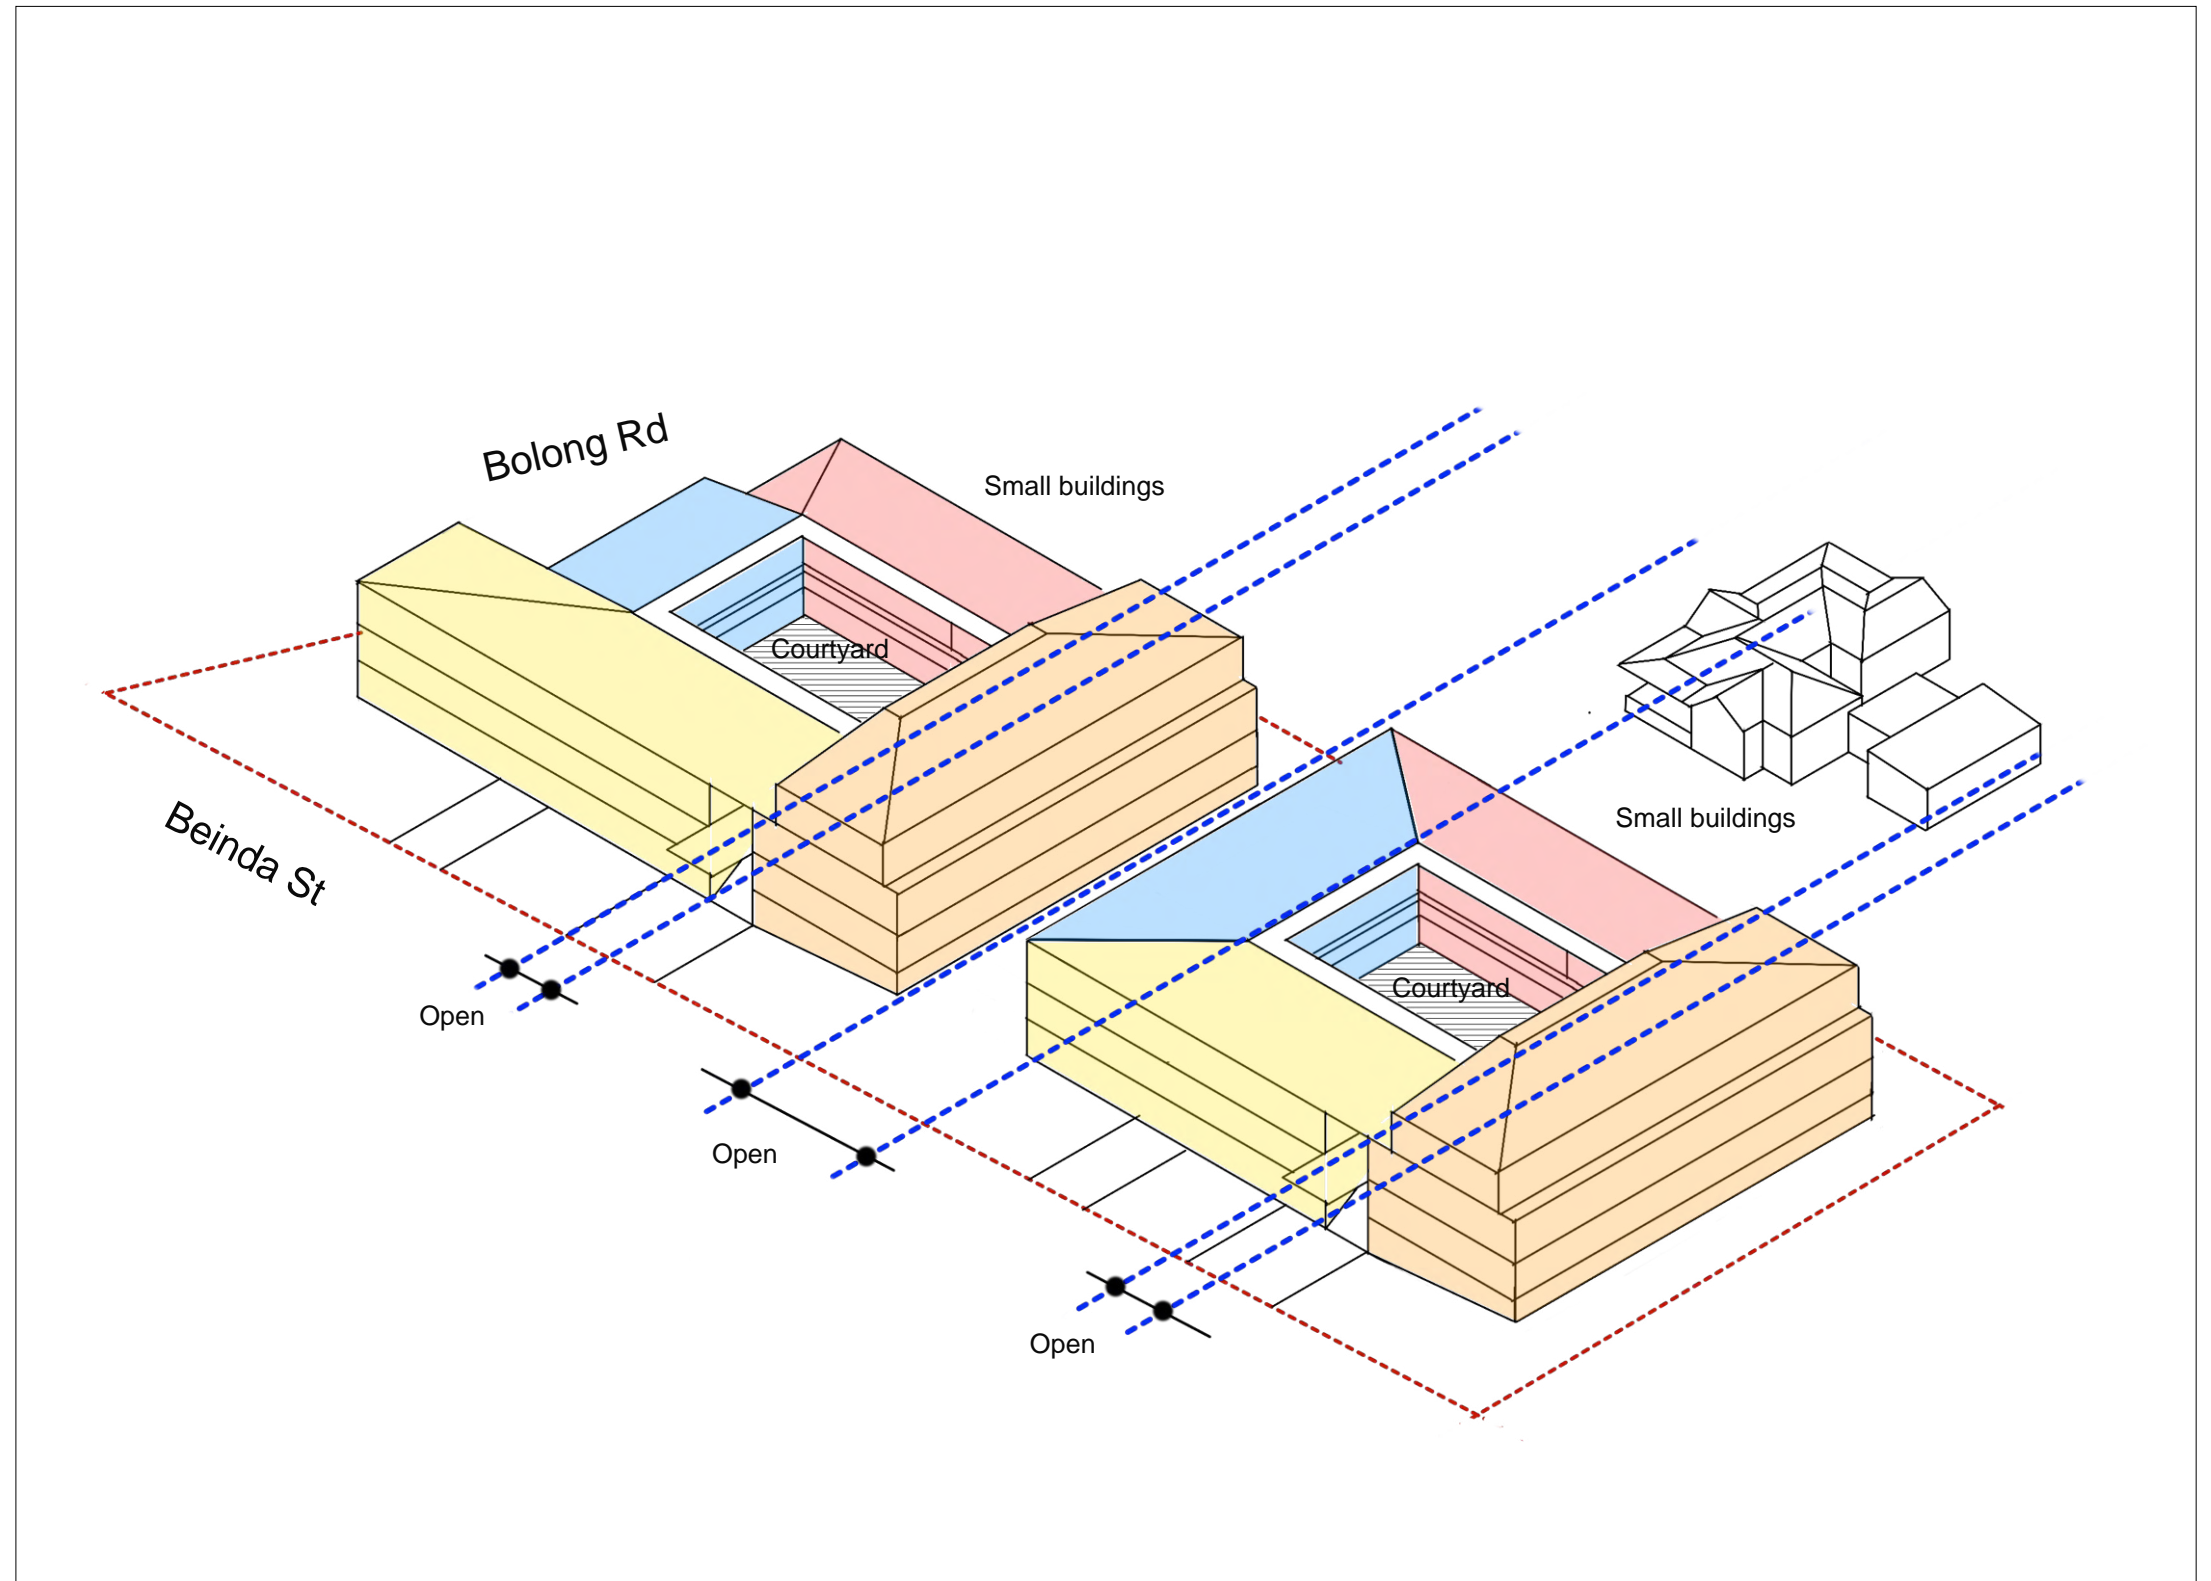 Bolong Rd
Small buildings
Courtyard
Beinda St
Small buildings
Courtyard
Open
Open
Open